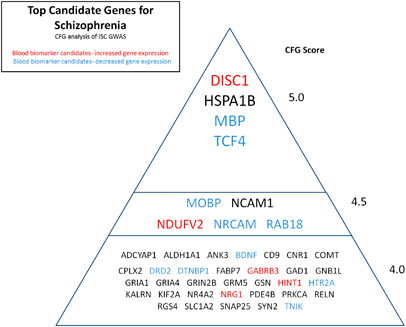 Top Candidate Genes for
Schizophrenia
CFG analysis of ISC GWAS
Blood biomarker candidates- increased gene expression
Blood biomarker candidates- decreased gene expression
CFG Score
DISC1
HSPA1B
MBP
TCF4
5.0
MOBP NCAM1
NDUFV2 NRCAM RAB18
4.5
ADCYAP1 ALDH1A1 ANK3 BDNF CD9 CNR1 COMT
CPLX2 DRD2 DTNBP1 FABP7 GABRB3 GAD1 GNB1L
GRIA1 GRIA4 GRIN2B GRM5 GSN HINT1 HTR2A
KALRN KIF2A NR4A2 NRG1 PDE4B PRKCA RELN
RGS4 SLC1A2 SNAP25 SYN2 TNIK
4.0